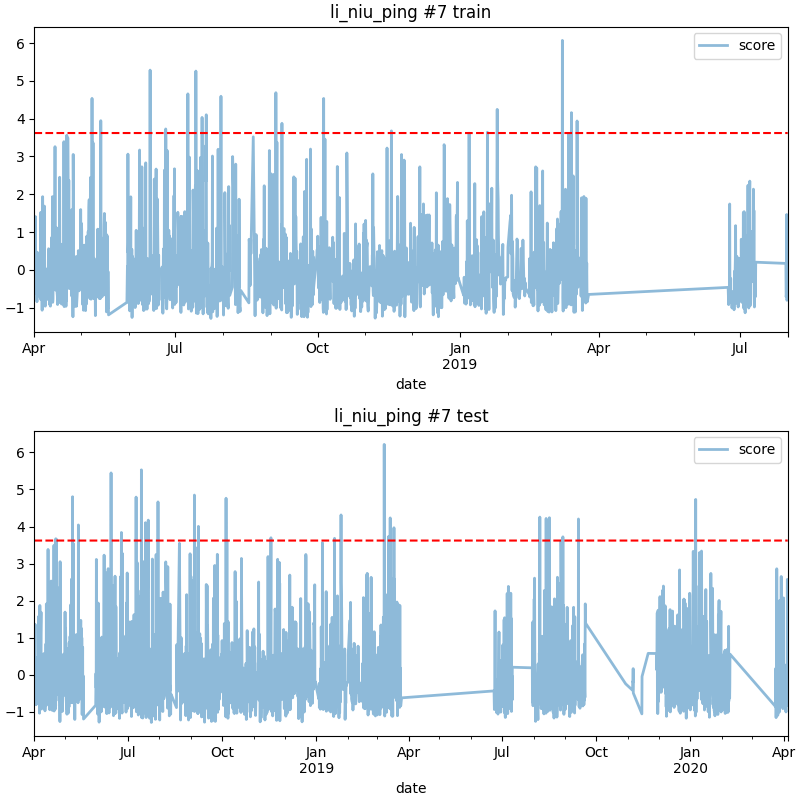 li_niu_ping #7 train
score
6
5
4
3
2
1
0
−1
Apr
Jul
Oct
Jan
2019
Apr
Jul
date
li_niu_ping #7 test
score
6
5
4
3
2
1
0
−1
Apr
Jul
Oct
Jan
2019
Apr
Jul
Oct
Jan
2020
Apr
date